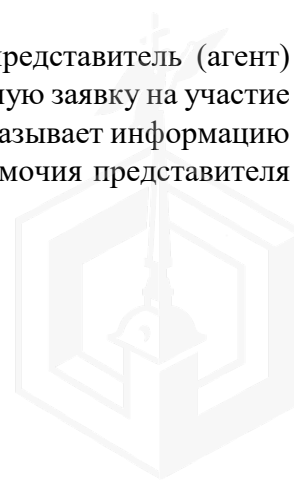 представитель (агент)
ную заявку на участие
азывает информацию
мочия представителя